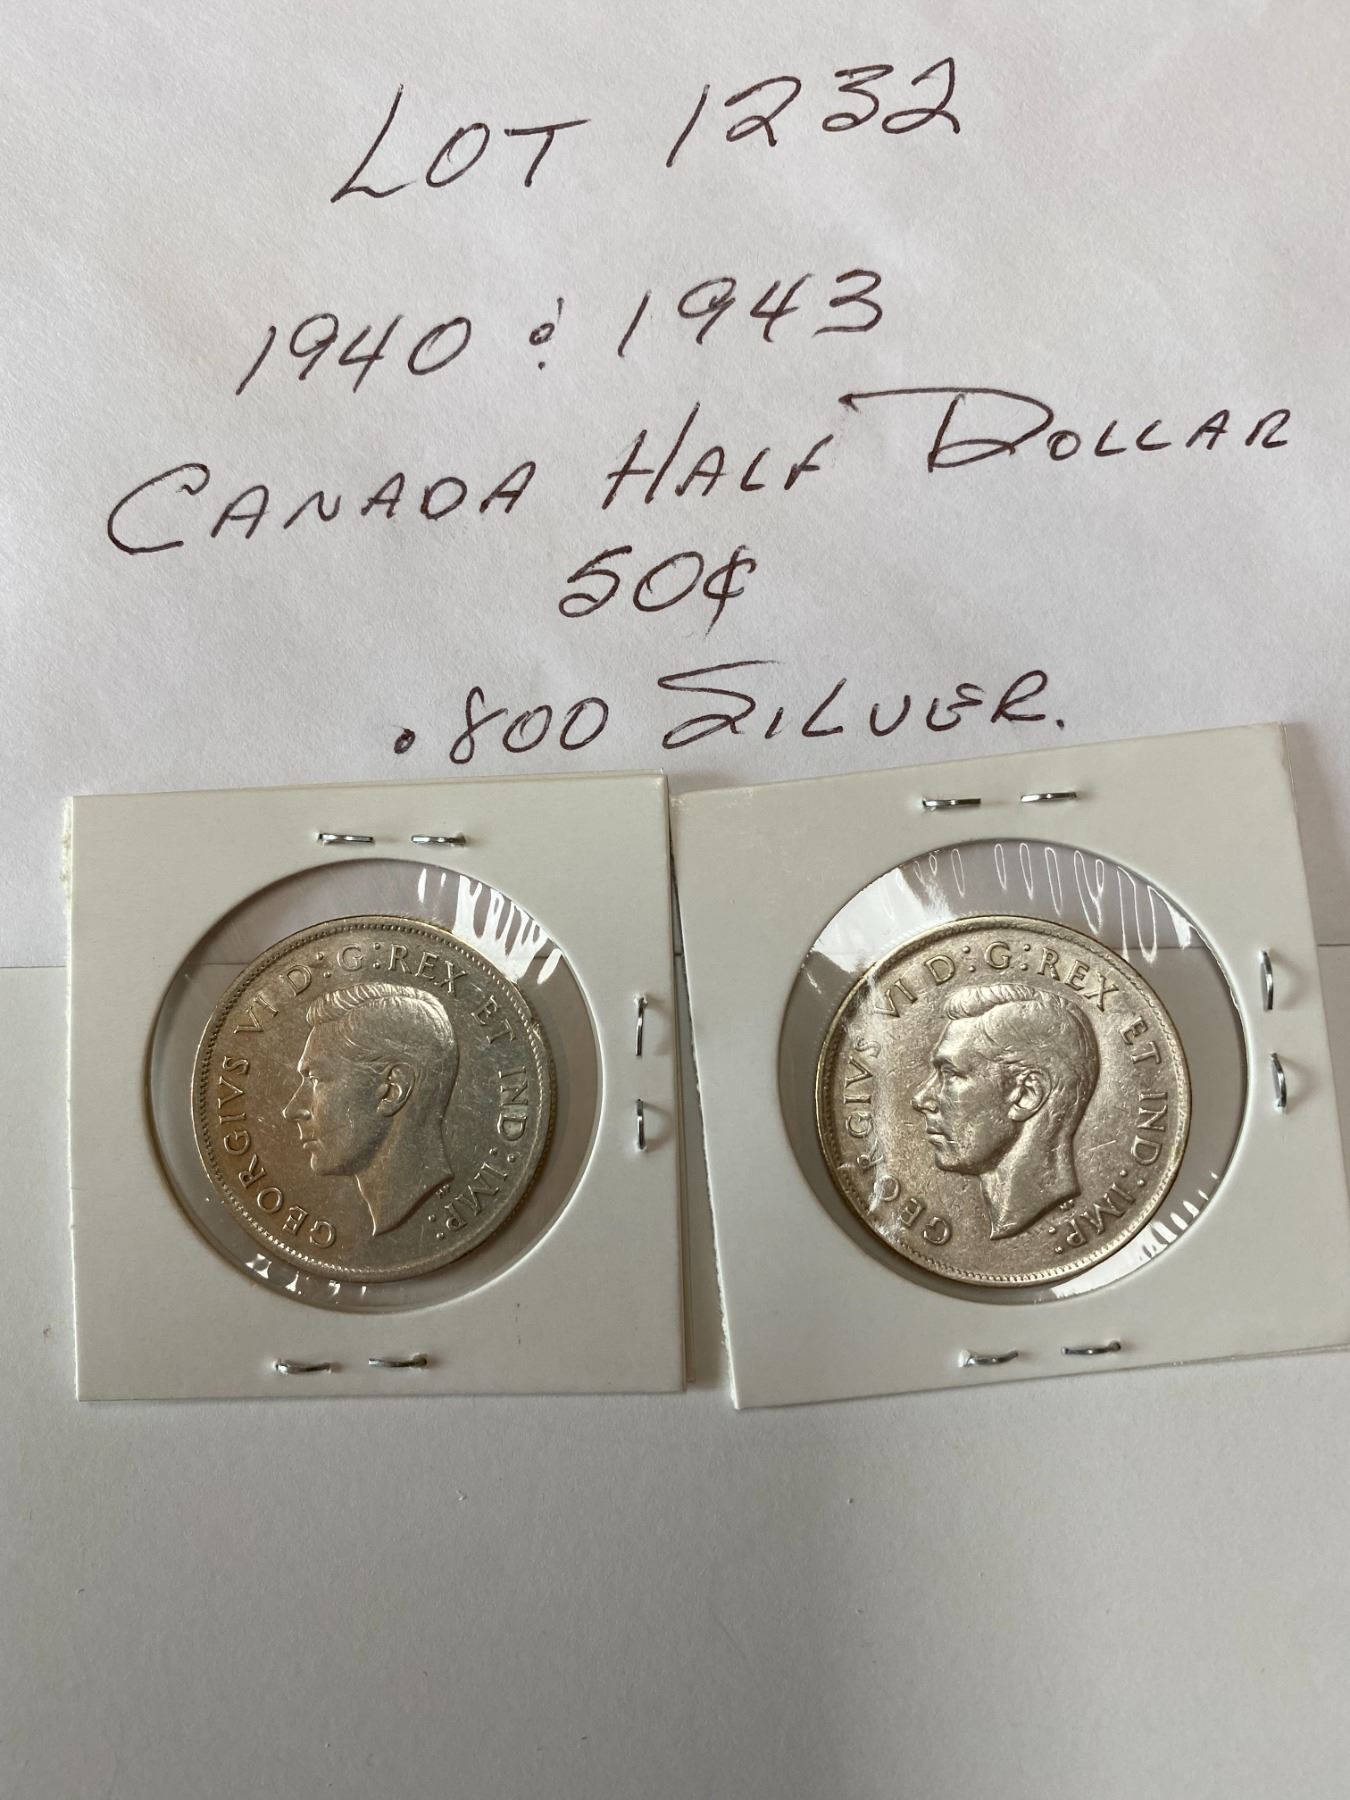 LOT 1232
1940 & 1943
CANADA HALF DOLLAR
50¢
.800 SILVER.
GEORGIVS VI D:G:REX ET IND:IMP:
HP
GEORGIVS VI D:G:REX ET IND:IMP: